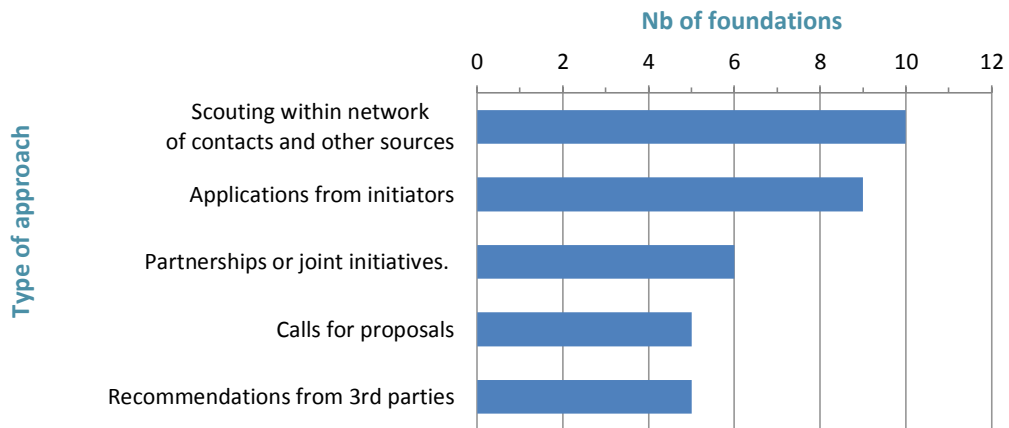 Nb of foundations
0 2 4 6 8 10 12
Type of approach
Scouting within network
of contacts and other sources
Applications from initiators
Partnerships or joint initiatives.
Calls for proposals
Recommendations from 3rd parties